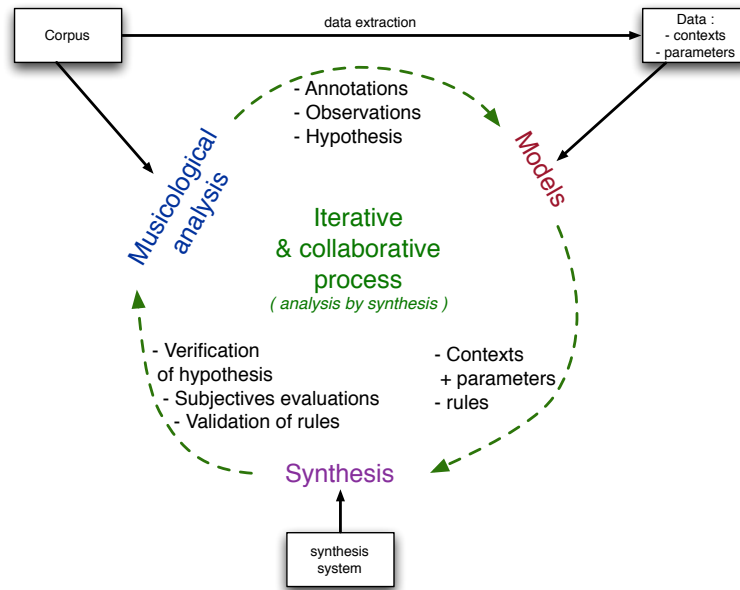 Corpus
data extraction
Data :
- contexts
- parameters
- Annotations
- Observations
- Hypothesis
Musicological
analysis
Models
Iterative
& collaborative
process
( analysis by synthesis )
- Verification
of hypothesis
- Subjectives evaluations
- Validation of rules
- Contexts
+ parameters
- rules
Synthesis
synthesis
system